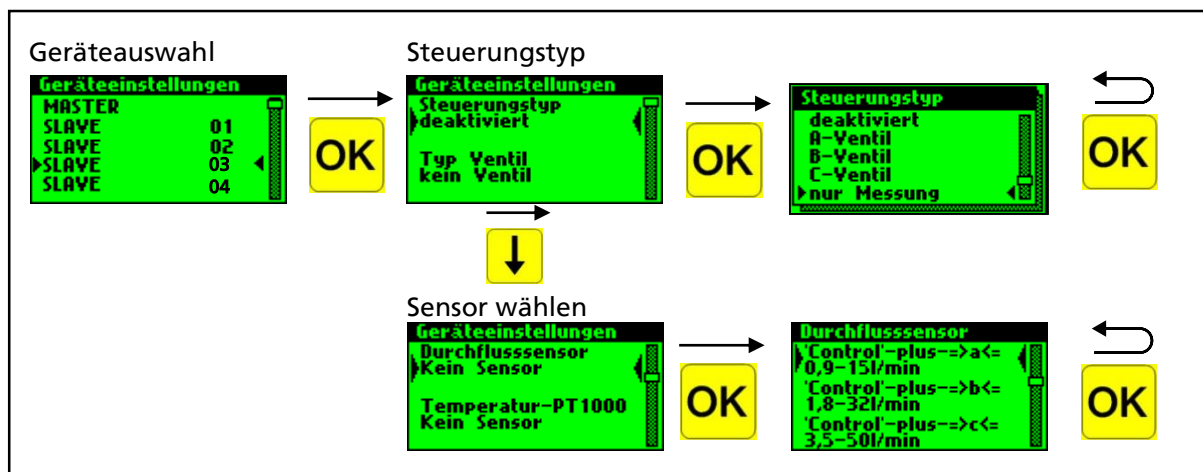 Geräteauswahl
Geräteeinstellungen
MASTER
SLAVE 01
SLAVE 02
SLAVE 03
SLAVE 04
OK
Steuerungstyp
Geräteeinstellungen
Steuerungstyp
deaktiviert
Typ Ventil
kein Ventil
OK
Steuerungstyp
deaktiviert
A-Ventil
B-Ventil
C-Ventil
nur Messung
OK
Sensor wählen
Geräteeinstellungen
Durchflusssensor
Kein Sensor
Temperatur-PT1000
Kein Sensor
OK
Durchflusssensor
'Control'-plus-=>a<=
0,9-15l/min
'Control'-plus-=>b<=
1,8-32l/min
'Control'-plus-=>c<=
3,5-50l/min
OK